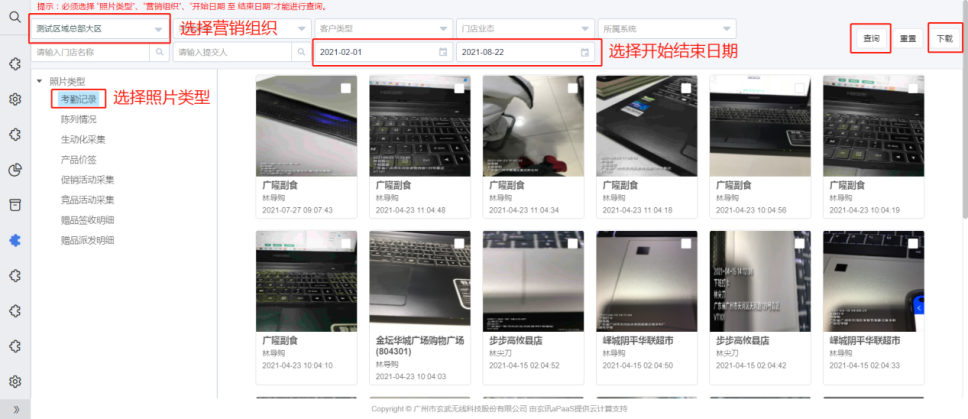 提示：必须选择 "照片类型"、"营销组织"、"开始日期 至 结束日期"才能进行查询。
测试区域总部大区
选择营销组织
客户类型
门店业态
所属系统
查询
重置
下载
请输入门店名称
请输入提交人
2021-02-01
2021-08-22
选择开始结束日期
照片类型
考勤记录
选择照片类型
陈列情况
生动化采集
产品价签
促销活动采集
竞品活动采集
赠品签收明细
赠品派发明细
广隆副食
林导购
2021-07-27 09:07:43
广隆副食
林导购
2021-04-23 11:04:48
广隆副食
林导购
2021-04-23 11:04:34
广隆副食
林导购
2021-04-23 11:04:18
广隆副食
林导购
2021-04-23 10:04:56
广隆副食
林导购
2021-04-23 10:04:19
广隆副食
林导购
2021-04-23 10:04:10
金坛华城广场购物广场
(804301)
林导购
2021-04-23 10:04:03
步步高攸县店
林尖刀
2021-04-15 02:04:52
峄城阴平华联超市
林导购
2021-04-15 02:04:50
步步高攸县店
林尖刀
2021-04-15 02:04:42
峄城阴平华联超市
林导购
2021-04-15 02:04:33
Copyright © 广州市玄武无线科技股份有限公司 由玄讯aPaaS提供云计算支持